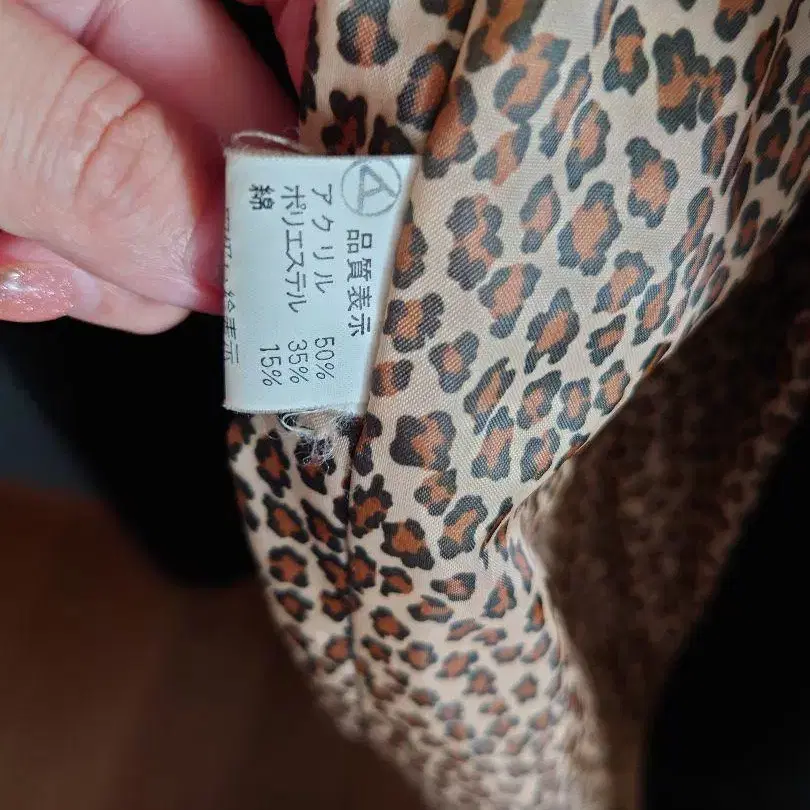 品質表示
アクリル 50%
ポリエステル 35%
綿 15%